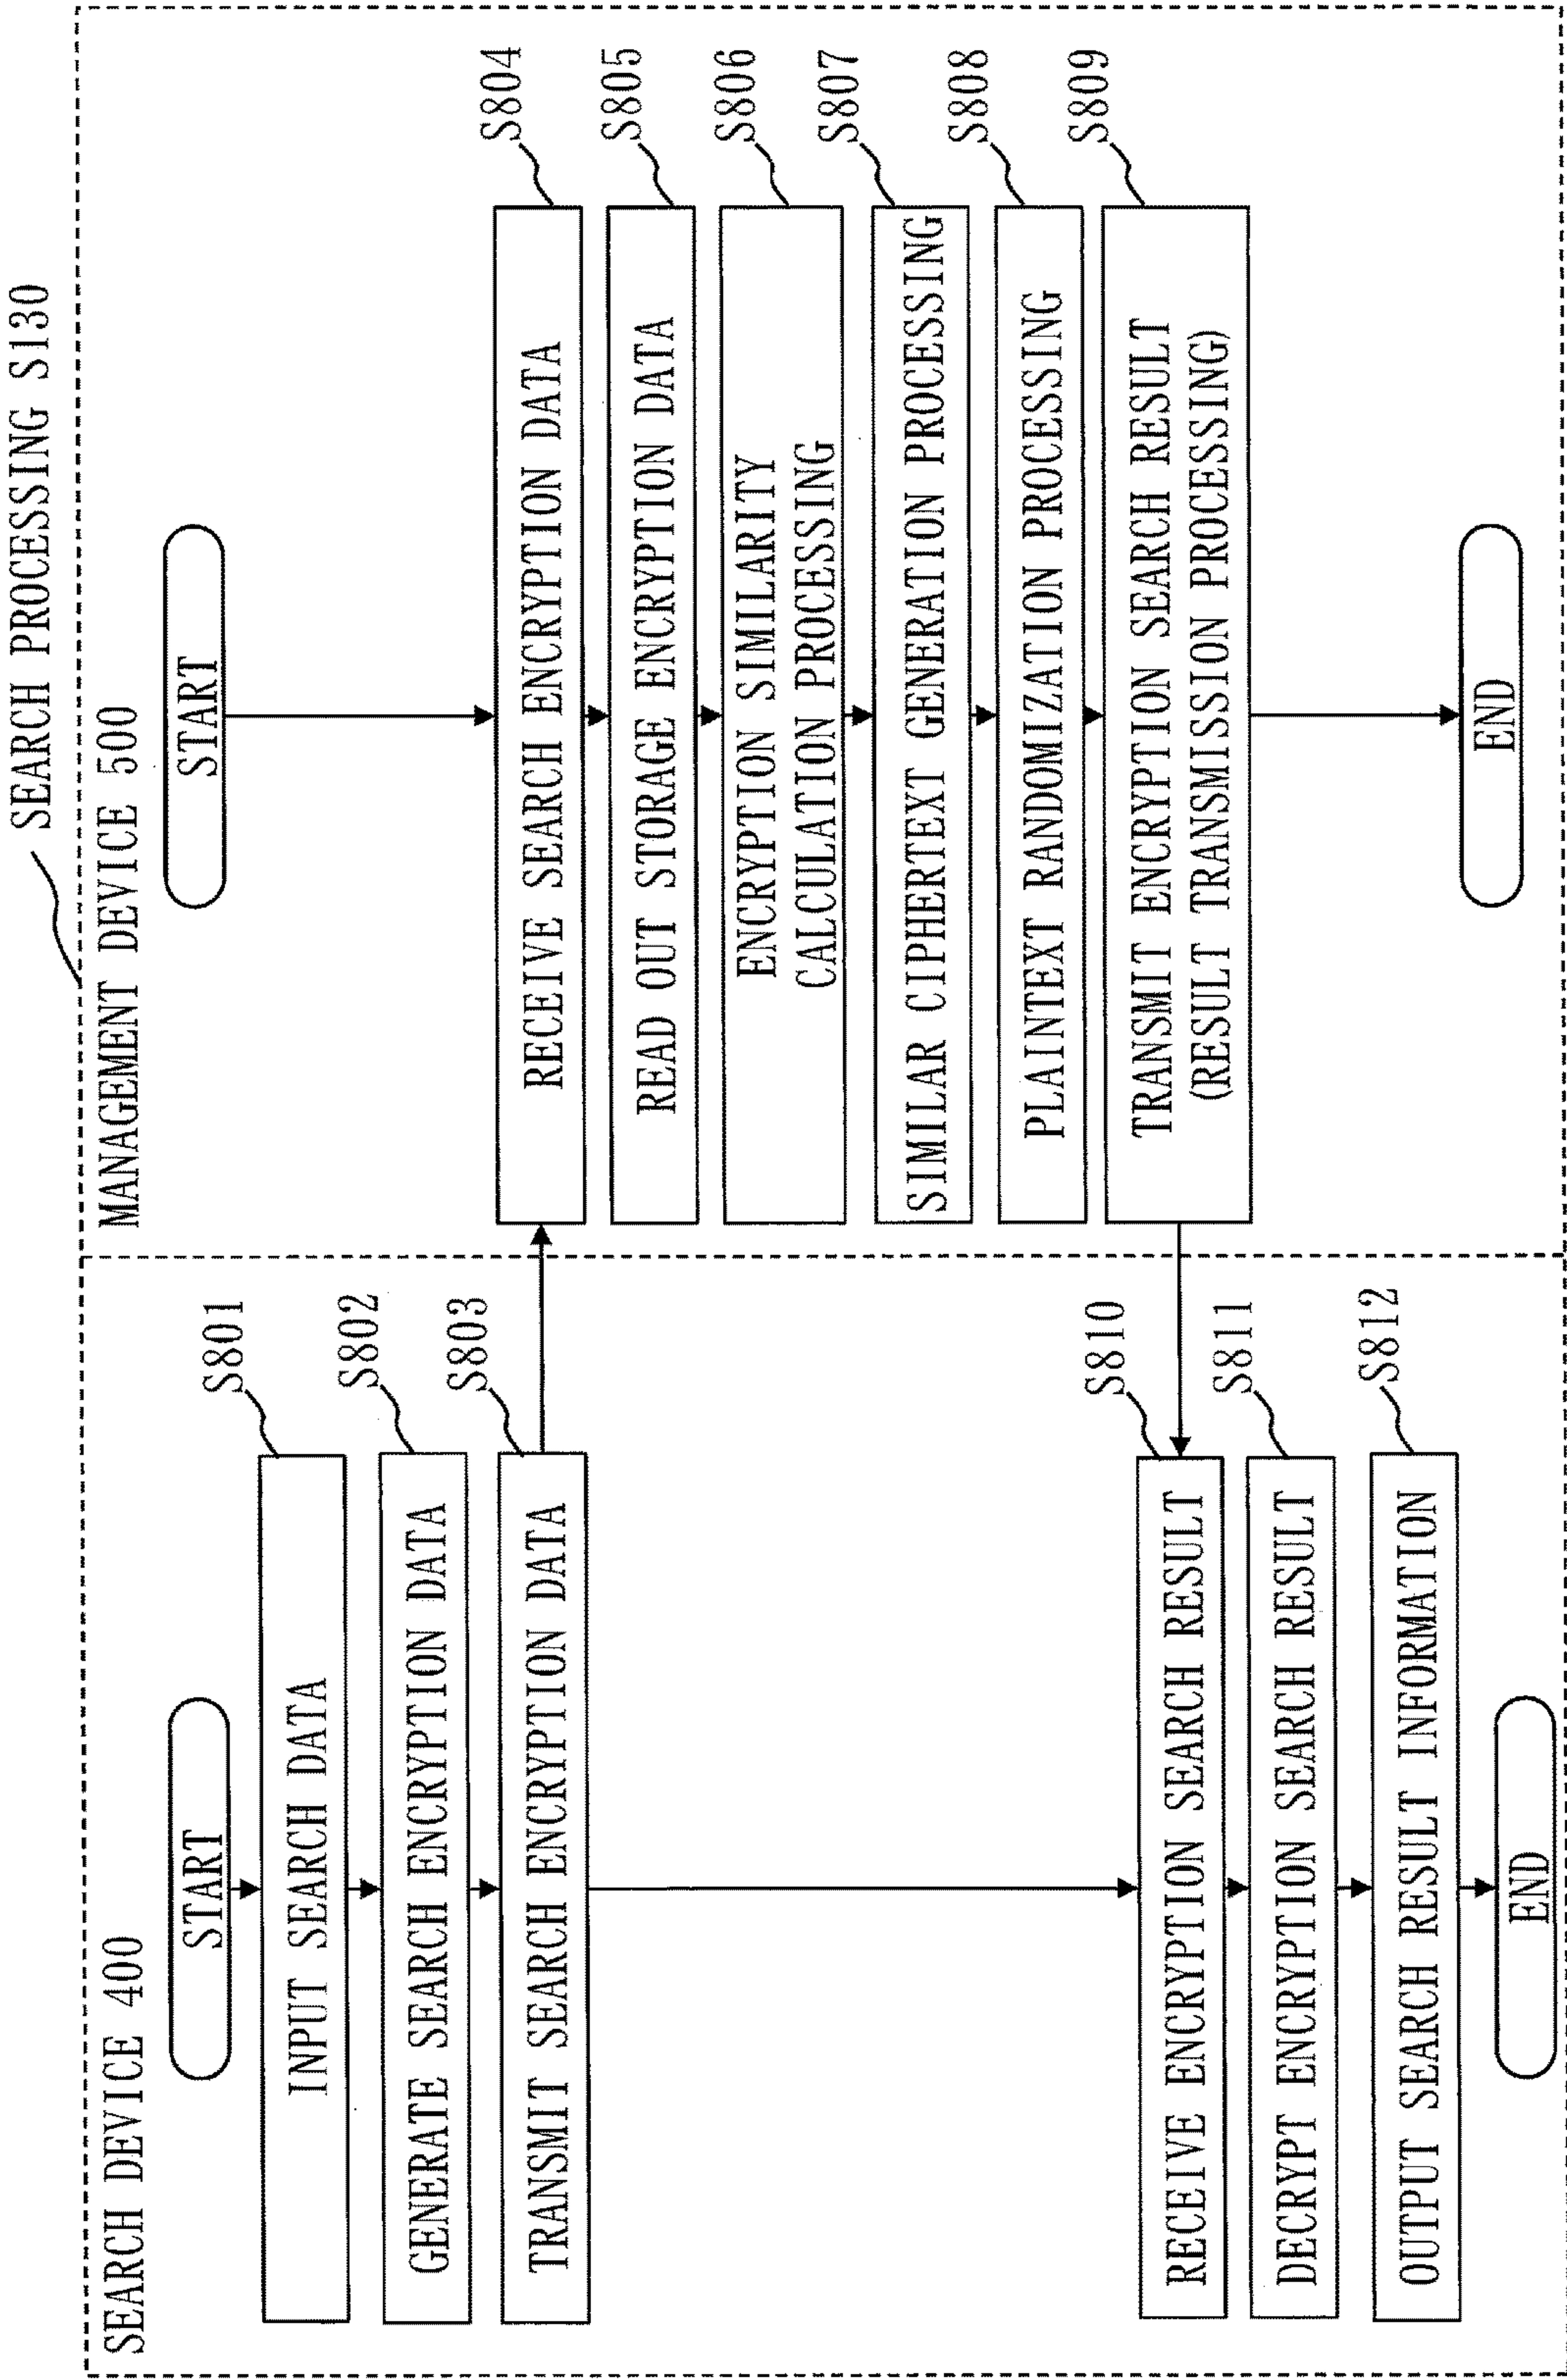 SEARCH PROCESSING S130
SEARCH DEVICE 400
START
INPUT SEARCH DATA
S801
GENERATE SEARCH ENCRYPTION DATA
S802
TRANSMIT SEARCH ENCRYPTION DATA
S803
RECEIVE ENCRYPTION SEARCH RESULT
S810
DECRYPT ENCRYPTION SEARCH RESULT
S811
OUTPUT SEARCH RESULT INFORMATION
S812
END
MANAGEMENT DEVICE 500
START
RECEIVE SEARCH ENCRYPTION DATA
S804
READ OUT STORAGE ENCRYPTION DATA
S805
ENCRYPTION SIMILARITY
CALCULATION PROCESSING
S806
SIMILAR CIPHERTEXT GENERATION PROCESSING
S807
PLAINTEXT RANDOMIZATION PROCESSING
S808
TRANSMIT ENCRYPTION SEARCH RESULT
(RESULT TRANSMISSION PROCESSING)
S809
END